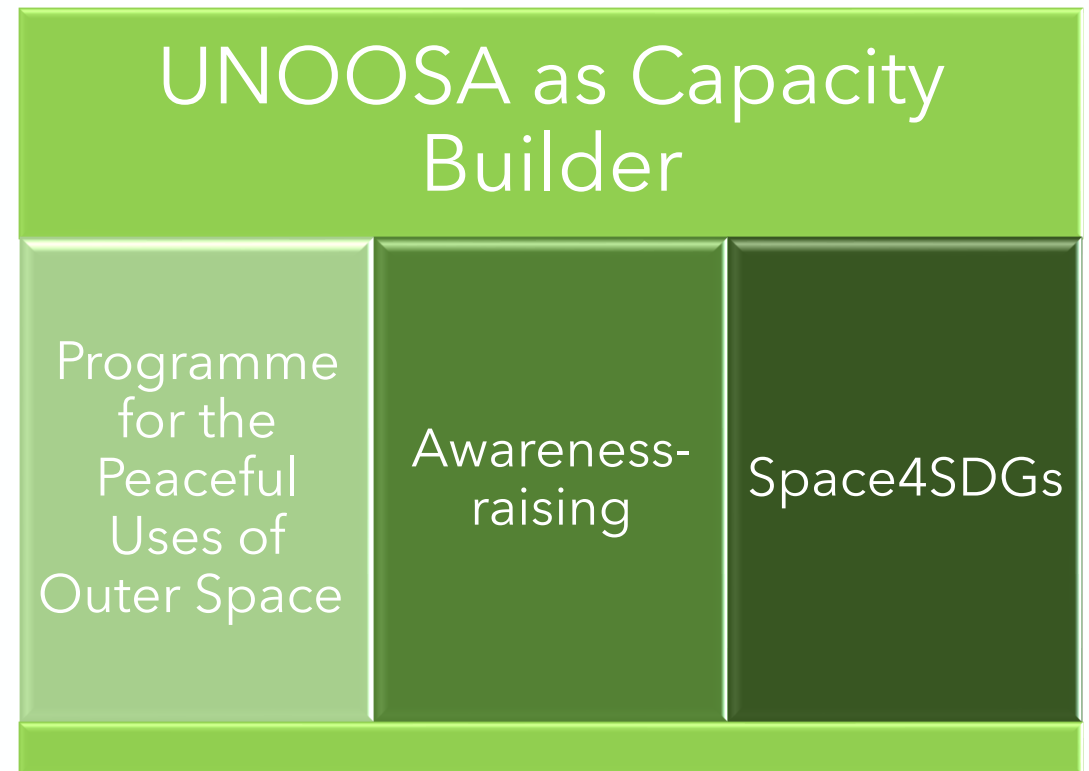 UNOOSA as Capacity
Builder
Programme
for the
Peaceful
Uses of
Outer Space
Awareness-
raising
Space4SDGs